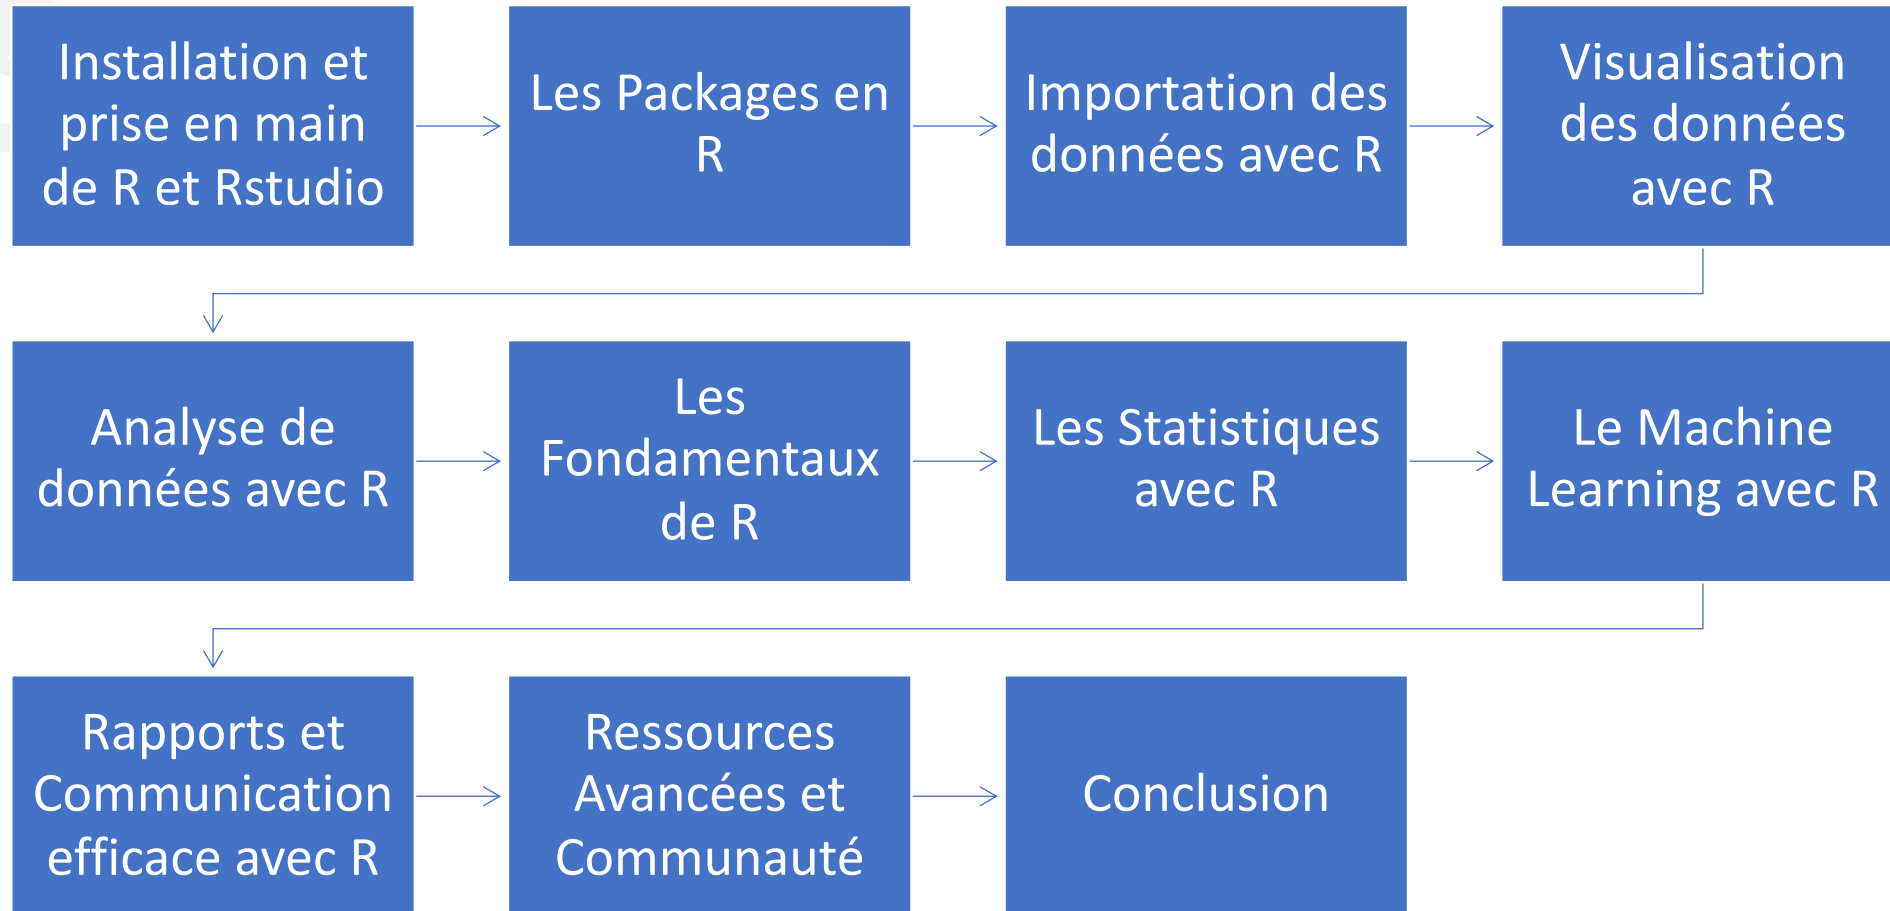 Installation et
prise en main
de R et Rstudio
Les Packages en
R
Importation des
données avec R
Visualisation
des données
avec R
Analyse de
données avec R
Les
Fondamentaux
de R
Les Statistiques
avec R
Le Machine
Learning avec R
Rapports et
Communication
efficace avec R
Ressources
Avancées et
Communauté
Conclusion